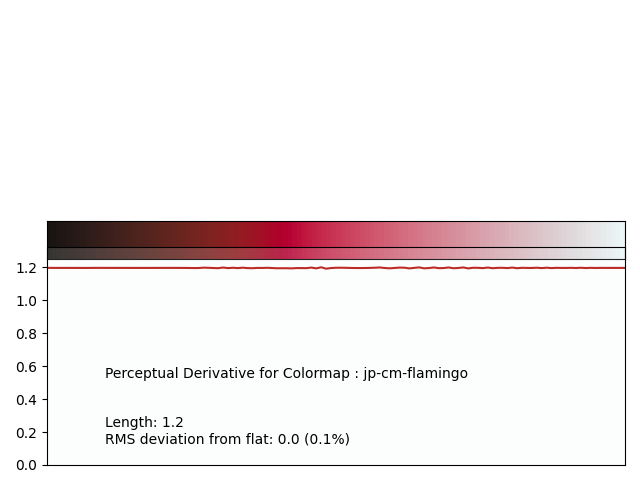 1.2
1.0
0.8
0.6
Perceptual Derivative for Colormap : jp-cm-flamingo
0.4
Length: 1.2
0.2
RMS deviation from flat: 0.0 (0.1%)
0.0